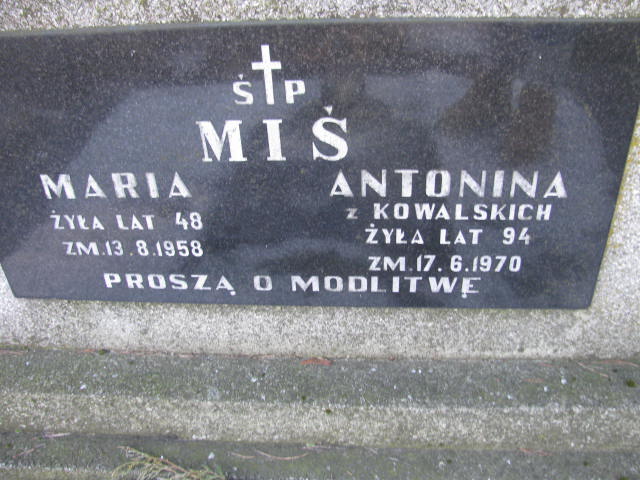 Ś P
MIŚ
MARIA
ŻYŁA LAT 48
ZM. 13. 8. 1958
ANTONINA
z KOWALSKICH
ŻYŁA LAT 94
ZM. 17. 6. 1970
PROSZĄ O MODLITWĘ